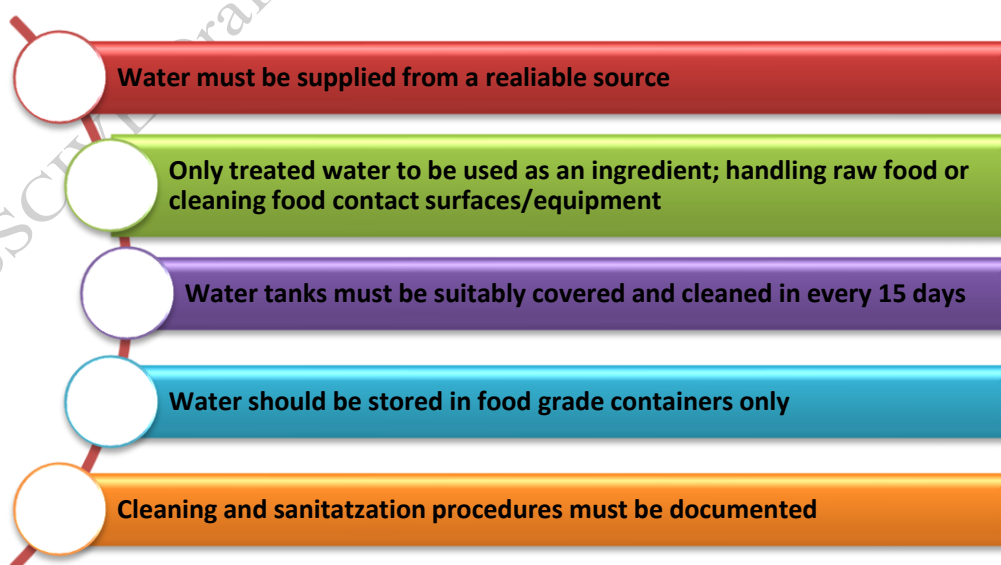 Water must be supplied from a realiable source
Only treated water to be used as an ingredient; handling raw food or
cleaning food contact surfaces/equipment
Water tanks must be suitably covered and cleaned in every 15 days
Water should be stored in food grade containers only
Cleaning and sanitatzation procedures must be documented